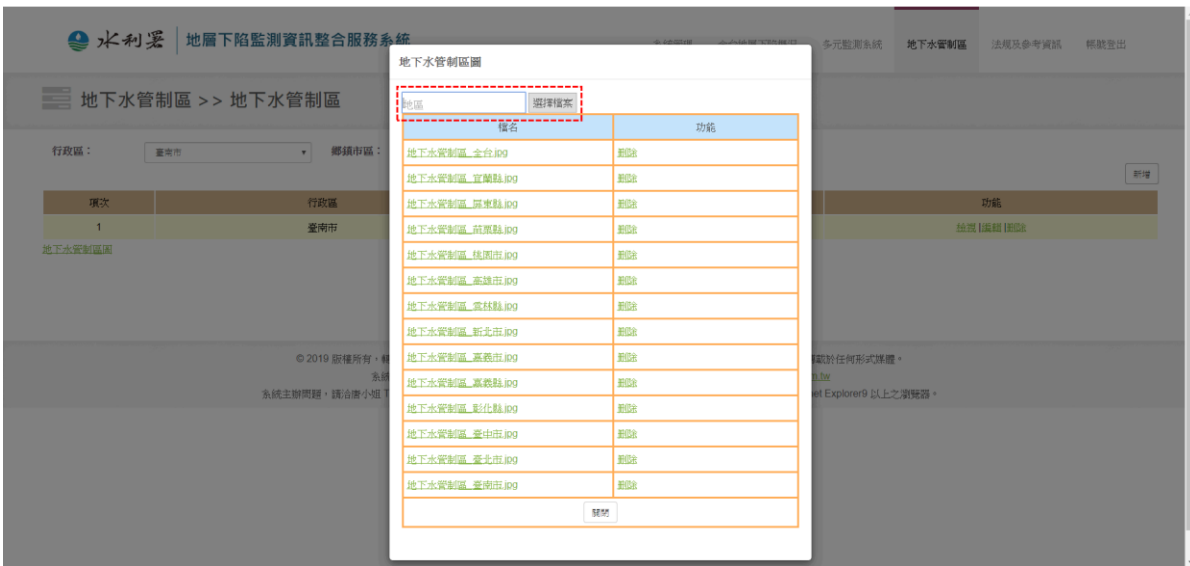 水利署 地層下陷監測資訊整合服務系統
多元監測系統 地下水管制區 法規及參考資訊 帳號登出
地下水管制區 >> 地下水管制區
行政區： 臺南市 鄉鎮市區：
新增
項次 行政區 功能
1 臺南市 檢視 | 編輯 | 刪除
地下水管制區圖
地下水管制區圖
地區 選擇檔案
檔名 功能
地下水管制區_全台.jpg 刪除
地下水管制區_宜蘭縣.jpg 刪除
地下水管制區_屏東縣.jpg 刪除
地下水管制區_苗栗縣.jpg 刪除
地下水管制區_桃園市.jpg 刪除
地下水管制區_高雄市.jpg 刪除
地下水管制區_雲林縣.jpg 刪除
地下水管制區_新北市.jpg 刪除
地下水管制區_嘉義市.jpg 刪除
地下水管制區_嘉義縣.jpg 刪除
地下水管制區_彰化縣.jpg 刪除
地下水管制區_臺中市.jpg 刪除
地下水管制區_臺北市.jpg 刪除
地下水管制區_臺南市.jpg 刪除
關閉
© 2019 版權所有，轉載於任何形式媒體。
系統
系統主辦問題，請洽唐小姐 T et Explorer9 以上之瀏覽器。